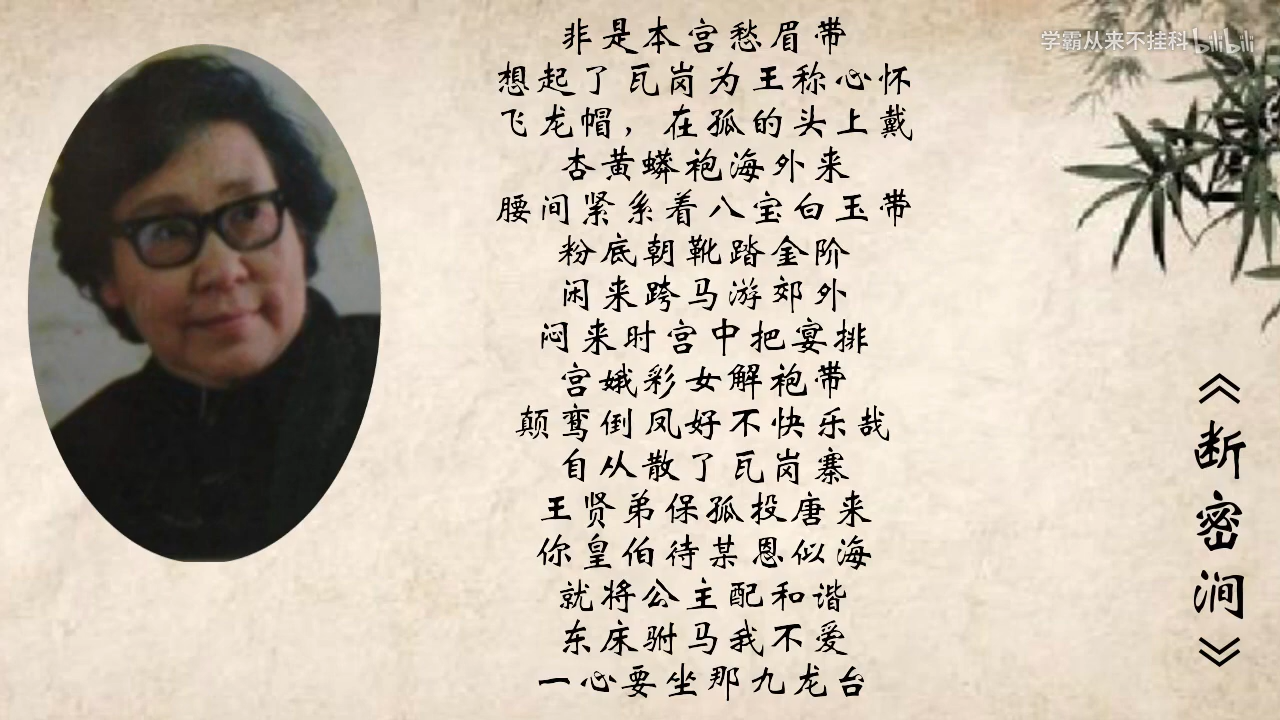 非是本宫愁眉带
想起了瓦岗为王称心怀
飞龙帽，在孤的头上戴
杏黄蟒袍海外来
腰间紧系着八宝白玉带
粉底朝靴踏金阶
闲来跨马游郊外
闷来时宫中把宴排
宫娥彩女解袍带
颠鸾倒凤好不快乐哉
自从散了瓦岗寨
王贤弟保孤投唐来
你皇伯待某恩似海
就将公主配和谐
东床驸马我不爱
一心要坐那九龙台
《断密涧》
学霸从来不挂科 bilibili